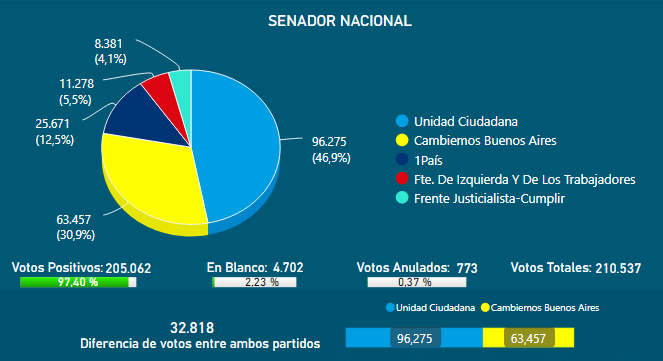 SENADOR NACIONAL
8.381
(4,1%)
11.278
(5,5%)
25.671
(12,5%)
63.457
(30,9%)
96.275
(46,9%)
Unidad Ciudadana
Cambiemos Buenos Aires
1País
Fte. De Izquierda Y De Los Trabajadores
Frente Justicialista-Cumplir
Votos Positivos: 205.062
97,40 %
En Blanco: 4.702
2,23 %
Votos Anulados: 773
0,37 %
Votos Totales: 210.537
Unidad Ciudadana Cambiemos Buenos Aires
32.818
Diferencia de votos entre ambos partidos
96,275 63,457